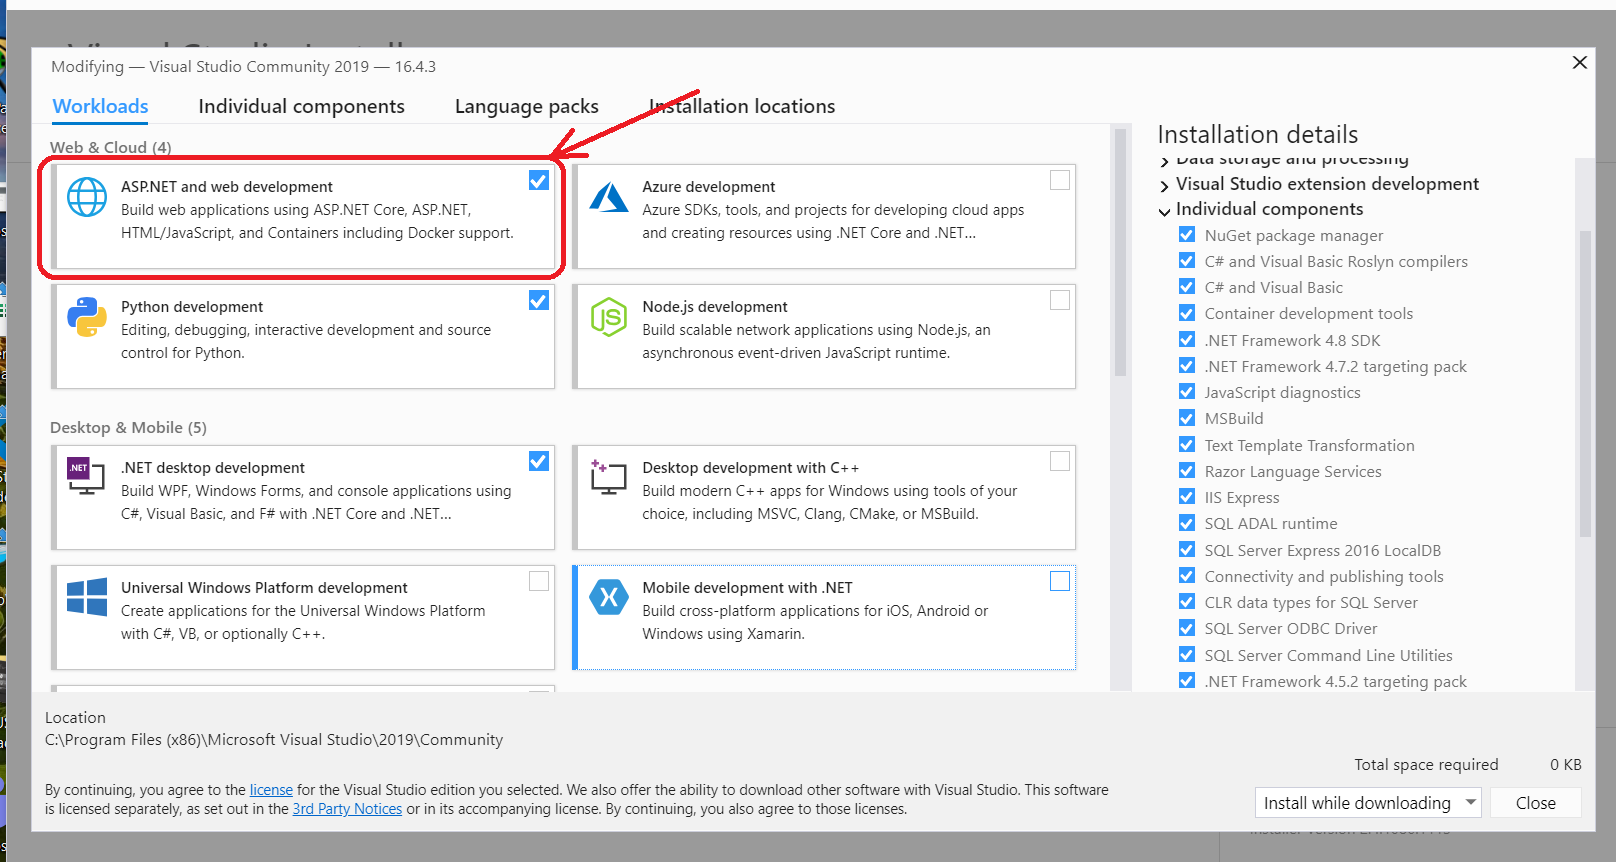 Modifying — Visual Studio Community 2019 — 16.4.3
Workloads
Individual components
Language packs
Installation locations
Web & Cloud (4)
ASP.NET and web development
Build web applications using ASP.NET Core, ASP.NET,
HTML/JavaScript, and Containers including Docker support.
Azure development
Azure SDKs, tools, and projects for developing cloud apps
and creating resources using .NET Core and .NET...
Python development
Editing, debugging, interactive development and source
control for Python.
Node.js development
Build scalable network applications using Node.js, an
asynchronous event-driven JavaScript runtime.
Desktop & Mobile (5)
.NET
.NET desktop development
Build WPF, Windows Forms, and console applications using
C#, Visual Basic, and F# with .NET Core and .NET...
Desktop development with C++
Build modern C++ apps for Windows using tools of your
choice, including MSVC, Clang, CMake, or MSBuild.
Universal Windows Platform development
Create applications for the Universal Windows Platform
with C#, VB, or optionally C++.
Mobile development with .NET
Build cross-platform applications for iOS, Android or
Windows using Xamarin.
Installation details
Data storage and processing
Visual Studio extension development
Individual components
NuGet package manager
C# and Visual Basic Roslyn compilers
C# and Visual Basic
Container development tools
.NET Framework 4.8 SDK
.NET Framework 4.7.2 targeting pack
JavaScript diagnostics
MSBuild
Text Template Transformation
Razor Language Services
IIS Express
SQL ADAL runtime
SQL Server Express 2016 LocalDB
Connectivity and publishing tools
CLR data types for SQL Server
SQL Server ODBC Driver
SQL Server Command Line Utilities
.NET Framework 4.5.2 targeting pack
Location
C:\Program Files (x86)\Microsoft Visual Studio\2019\Community
Total space required 0 KB
By continuing, you agree to the license for the Visual Studio edition you selected. We also offer the ability to download other software with Visual Studio. This software
is licensed separately, as set out in the 3rd Party Notices or in its accompanying license. By continuing, you also agree to those licenses.
Install while downloading
Close